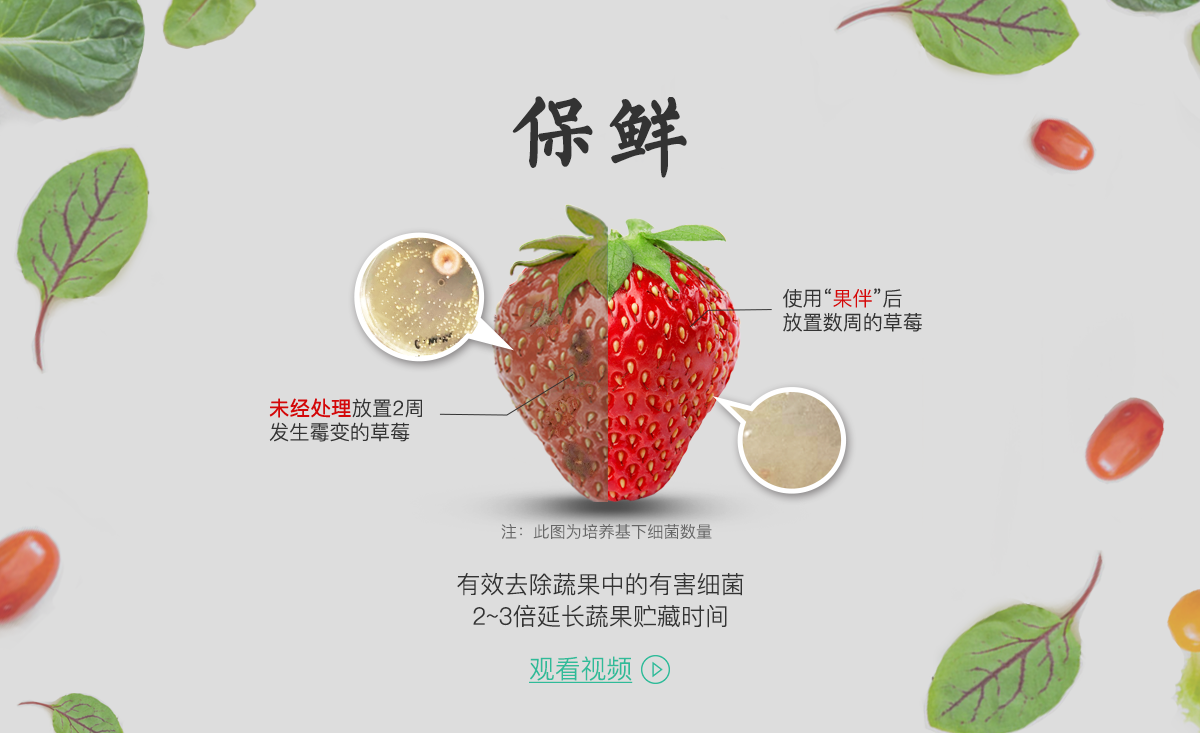 保鲜
使用“果伴”后
放置数周的草莓
未经处理放置2周
发生霉变的草莓
注：此图为培养基下细菌数量
有效去除蔬果中的有害细菌
2~3倍延长蔬果贮藏时间
观看视频